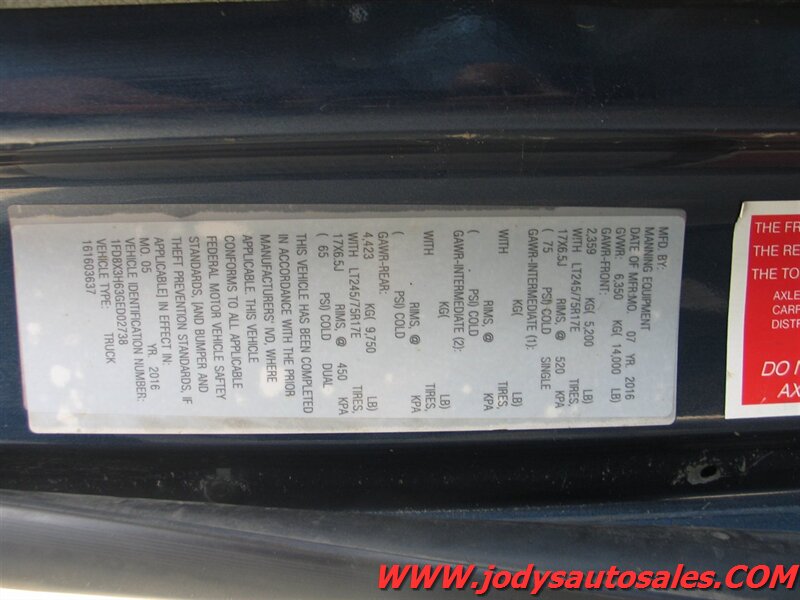 MFD. BY:
MANNING EQUIPMENT
DATE OF MFR:MO. 07 YR. 2016
GVWR: 6,350 KG( 14,000 LB)
GAWR-FRONT:
2,359 KG( 5,200 LB)
WITH LT245/75R17E TIRES,
17X6.5J RIMS, @ 520 KPA
( 75 PSI) COLD SINGLE
GAWR-INTERMEDIATE (1):
KG( LB)
WITH TIRES,
RIMS, @ KPA
( PSI) COLD
GAWR-INTERMEDIATE (2):
KG( LB)
WITH TIRES,
RIMS, @ KPA
( PSI) COLD
GAWR-REAR:
4,423 KG( 9,750 LB)
WITH LT245/75R17E TIRES,
17X6.5J RIMS, @ 450 KPA
( 65 PSI) COLD DUAL
THIS VEHICLE HAS BEEN COMPLETED
IN ACCORDANCE WITH THE PRIOR
MANUFACTURERS' IVD, WHERE
APPLICABLE THIS VEHICLE
CONFORMS TO ALL APPLICABLE
FEDERAL MOTOR VEHICLE SAFTEY
STANDARDS, [AND BUMPER AND
THEFT PREVENTION STANDARDS, IF
APPLICABLE] IN EFFECT IN:
MO. 05 YR. 2016
VEHICLE IDENTIFICATION NUMBER:
1FD8X3H63GED02738
VEHICLE TYPE: TRUCK
161603637
THE FR
THE RE
THE TO
AXLE
CARP
DISTR
DO N
AX
WWW.jodysautosales.COM